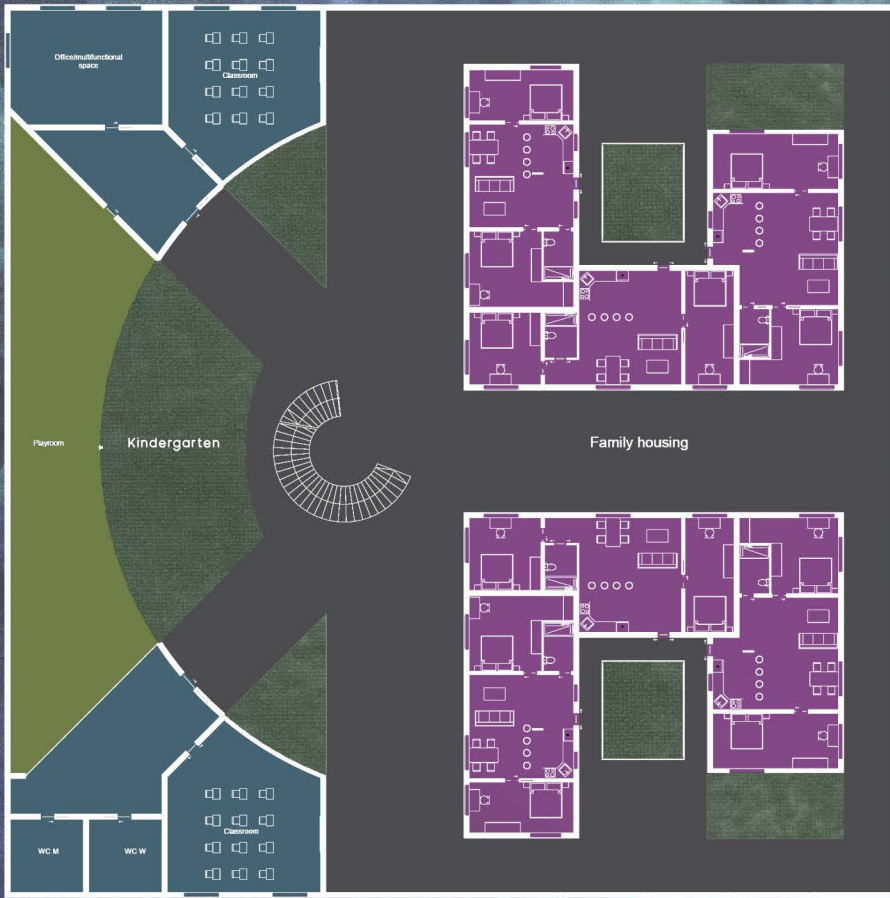 Office/multifunctional
space
Classroom
Playroom
Kindergarten
Family housing
Classroom
WC M
WC W